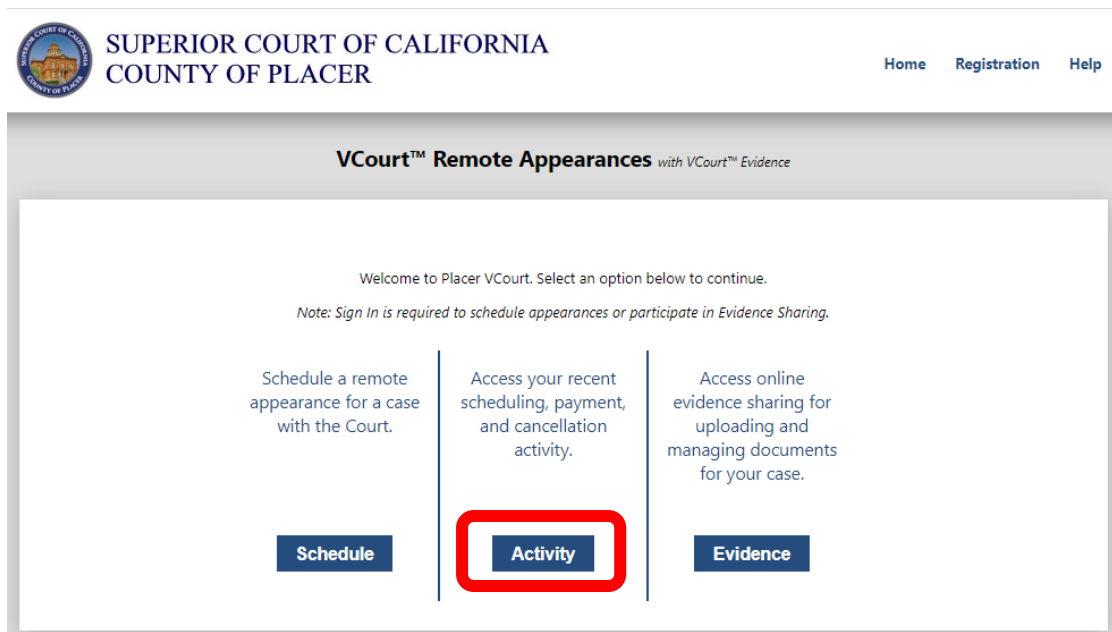 SUPERIOR COURT OF CALIFORNIA
COUNTY OF PLACER
Home Registration Help
VCourt™ Remote Appearances with VCourt™ Evidence
Welcome to Placer VCourt. Select an option below to continue.
Note: Sign In is required to schedule appearances or participate in Evidence Sharing.
Schedule a remote
appearance for a case
with the Court.
Schedule
Access your recent
scheduling, payment,
and cancellation
activity.
Activity
Access online
evidence sharing for
uploading and
managing documents
for your case.
Evidence